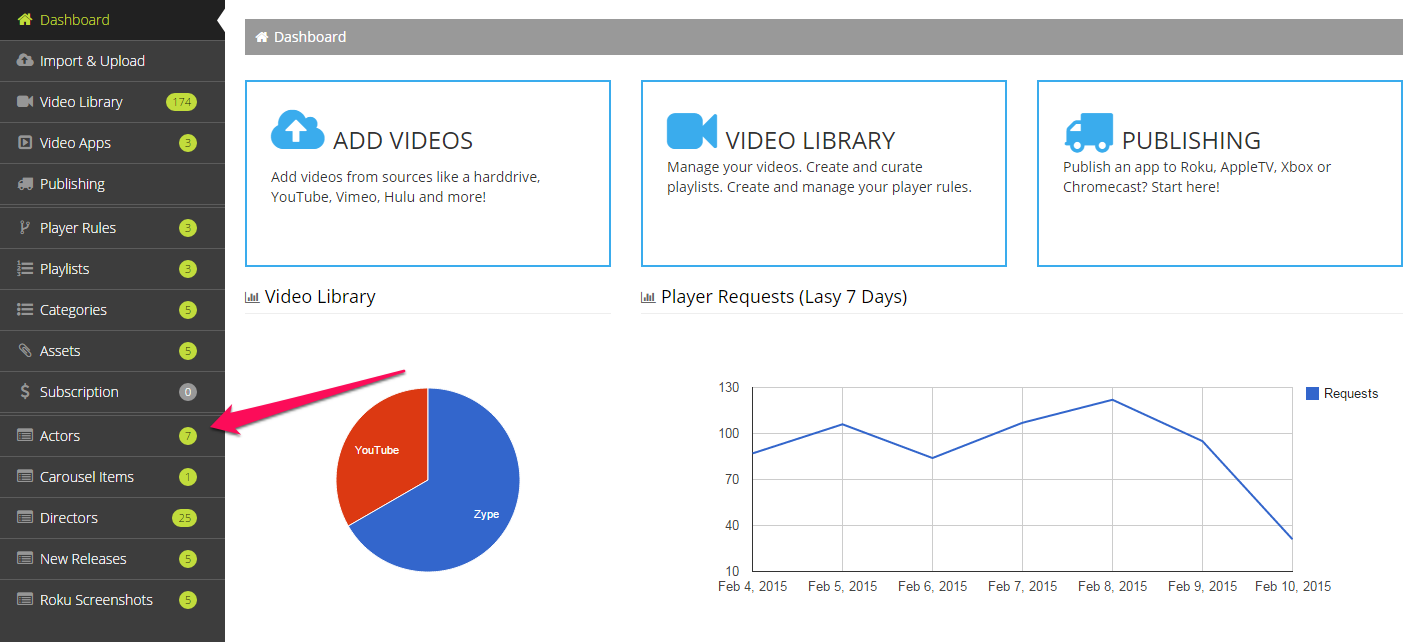 Dashboard
Import & Upload
Video Library 174
Video Apps 3
Publishing
Player Rules 3
Playlists 3
Categories 5
Assets 5
Subscription 0
Actors 7
Carousel Items 1
Directors 25
New Releases 5
Roku Screenshots 5
Dashboard
ADD VIDEOS
Add videos from sources like a harddrive,
YouTube, Vimeo, Hulu and more!
VIDEO LIBRARY
Manage your videos. Create and curate
playlists. Create and manage your player rules.
PUBLISHING
Publish an app to Roku, AppleTV, Xbox or
Chromecast? Start here!
Video Library
YouTube
Zype
Player Requests (Lasy 7 Days)
130
100
70
40
10
Feb 4, 2015 Feb 5, 2015 Feb 6, 2015 Feb 7, 2015 Feb 8, 2015 Feb 9, 2015 Feb 10, 2015
Requests